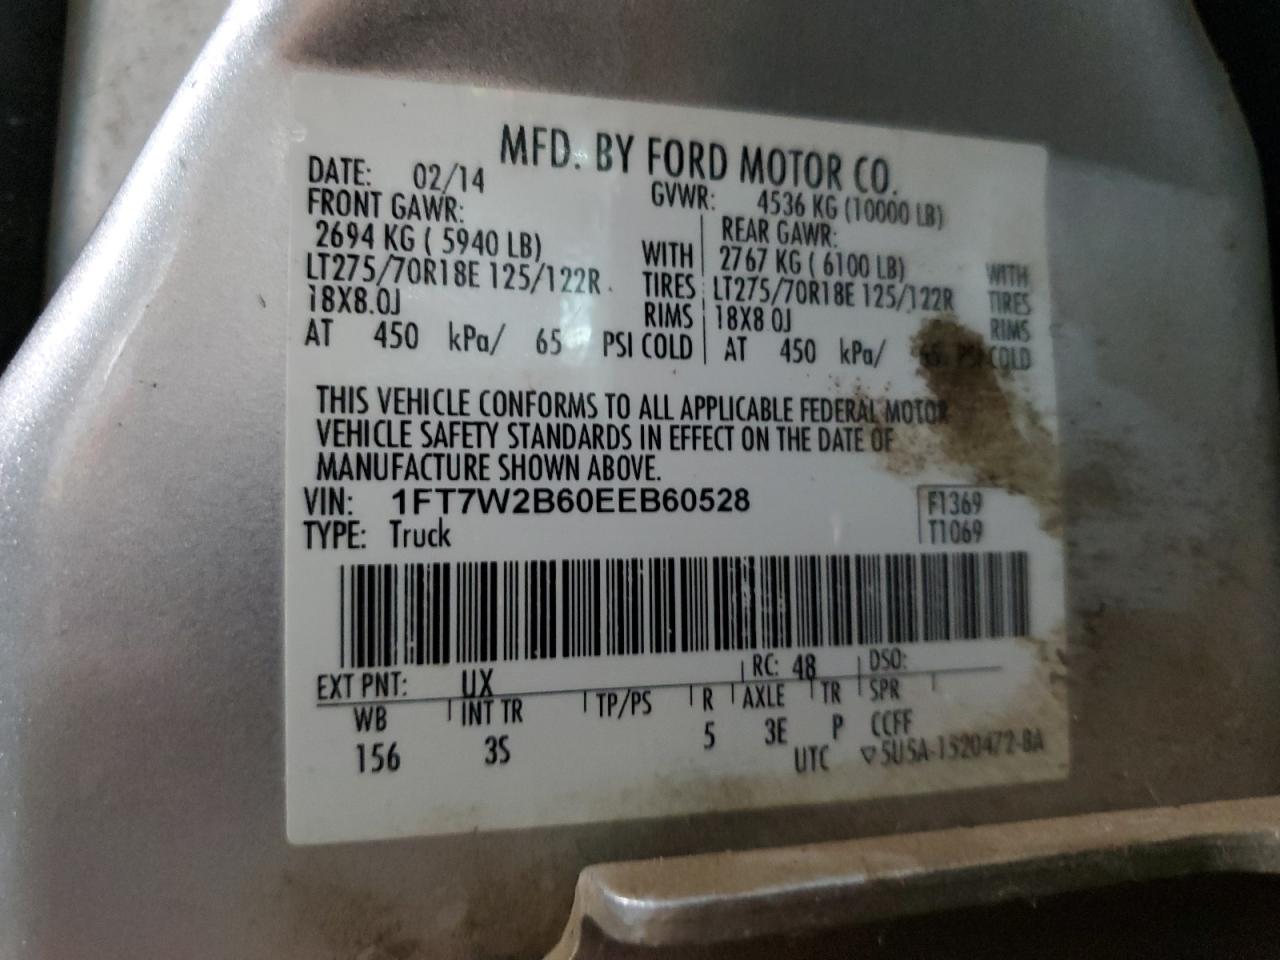 MFD. BY FORD MOTOR CO.
DATE: 02/14 GVWR: 4536 KG (10000 LB)
FRONT GAWR: REAR GAWR:
2694 KG ( 5940 LB) WITH 2767 KG ( 6100 LB) WITH
LT275/70R18E 125/122R TIRES LT275/70R18E 125/122R TIRES
18X8.0J RIMS 18X8.0J RIMS
AT 450 kPa/ 65 PSI COLD AT 450 kPa/ 65 PSI COLD
THIS VEHICLE CONFORMS TO ALL APPLICABLE FEDERAL MOTOR
VEHICLE SAFETY STANDARDS IN EFFECT ON THE DATE OF
MANUFACTURE SHOWN ABOVE.
VIN: 1FT7W2B60EEB60528 F1369
TYPE: Truck T1069
EXT PNT: UX RC: 48 DSO:
WB INT TR TP/PS R AXLE TR SPR
156 3S 5 3E P CCFF
UTC ▽5U5A-1520472-BA